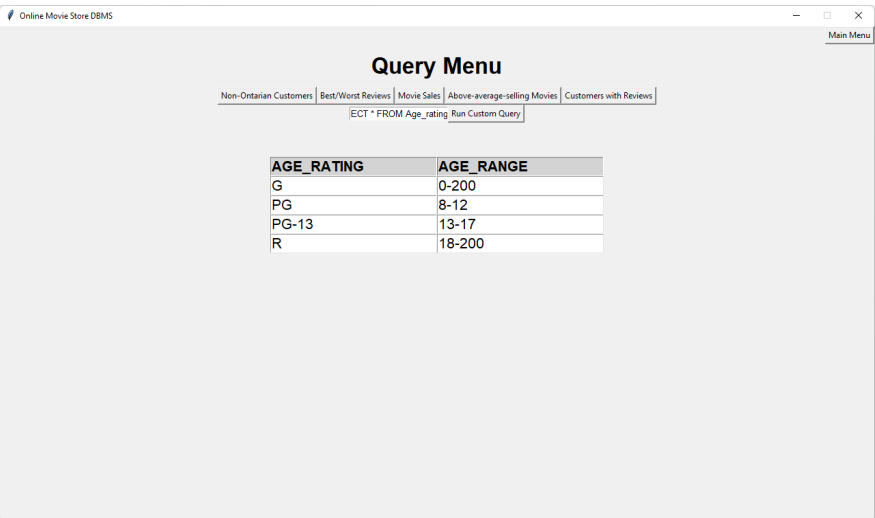 Online Movie Store DBMS
Main Menu
Query Menu
Non-Ontarian Customers Best/Worst Reviews Movie Sales Above-average-selling Movies Customers with Reviews
ECT * FROM Age_rating Run Custom Query
AGE_RATING AGE_RANGE
G 0-200
PG 8-12
PG-13 13-17
R 18-200